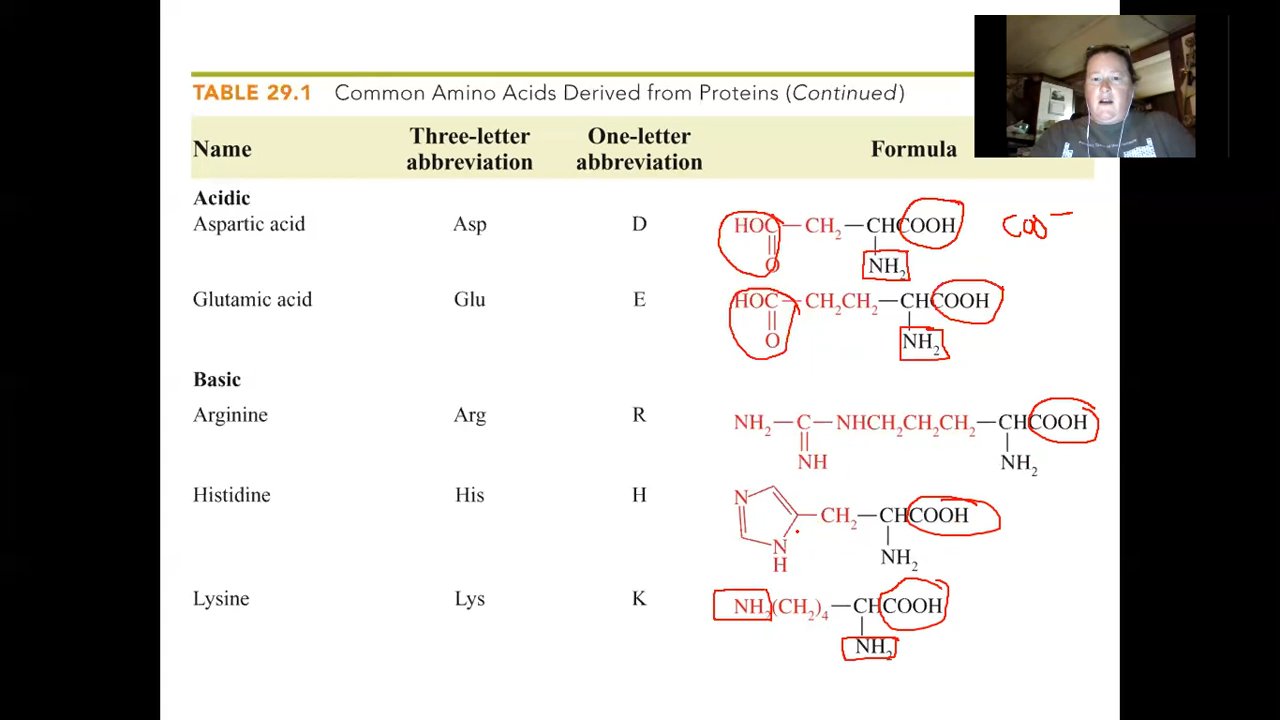 TABLE 29.1 Common Amino Acids Derived from Proteins (Continued)
Name Three-letter abbreviation One-letter abbreviation Formula
Acidic
Aspartic acid Asp D HOC—CH₂—CHCOOH COO⁻
O NH₂
Glutamic acid Glu E HOC—CH₂CH₂—CHCOOH
O NH₂
Basic
Arginine Arg R NH₂—C—NHCH₂CH₂CH₂—CHCOOH
NH NH₂
Histidine His H N CH₂—CHCOOH
N H NH₂
Lysine Lys K NH₂(CH₂)₄—CHCOOH
NH₂